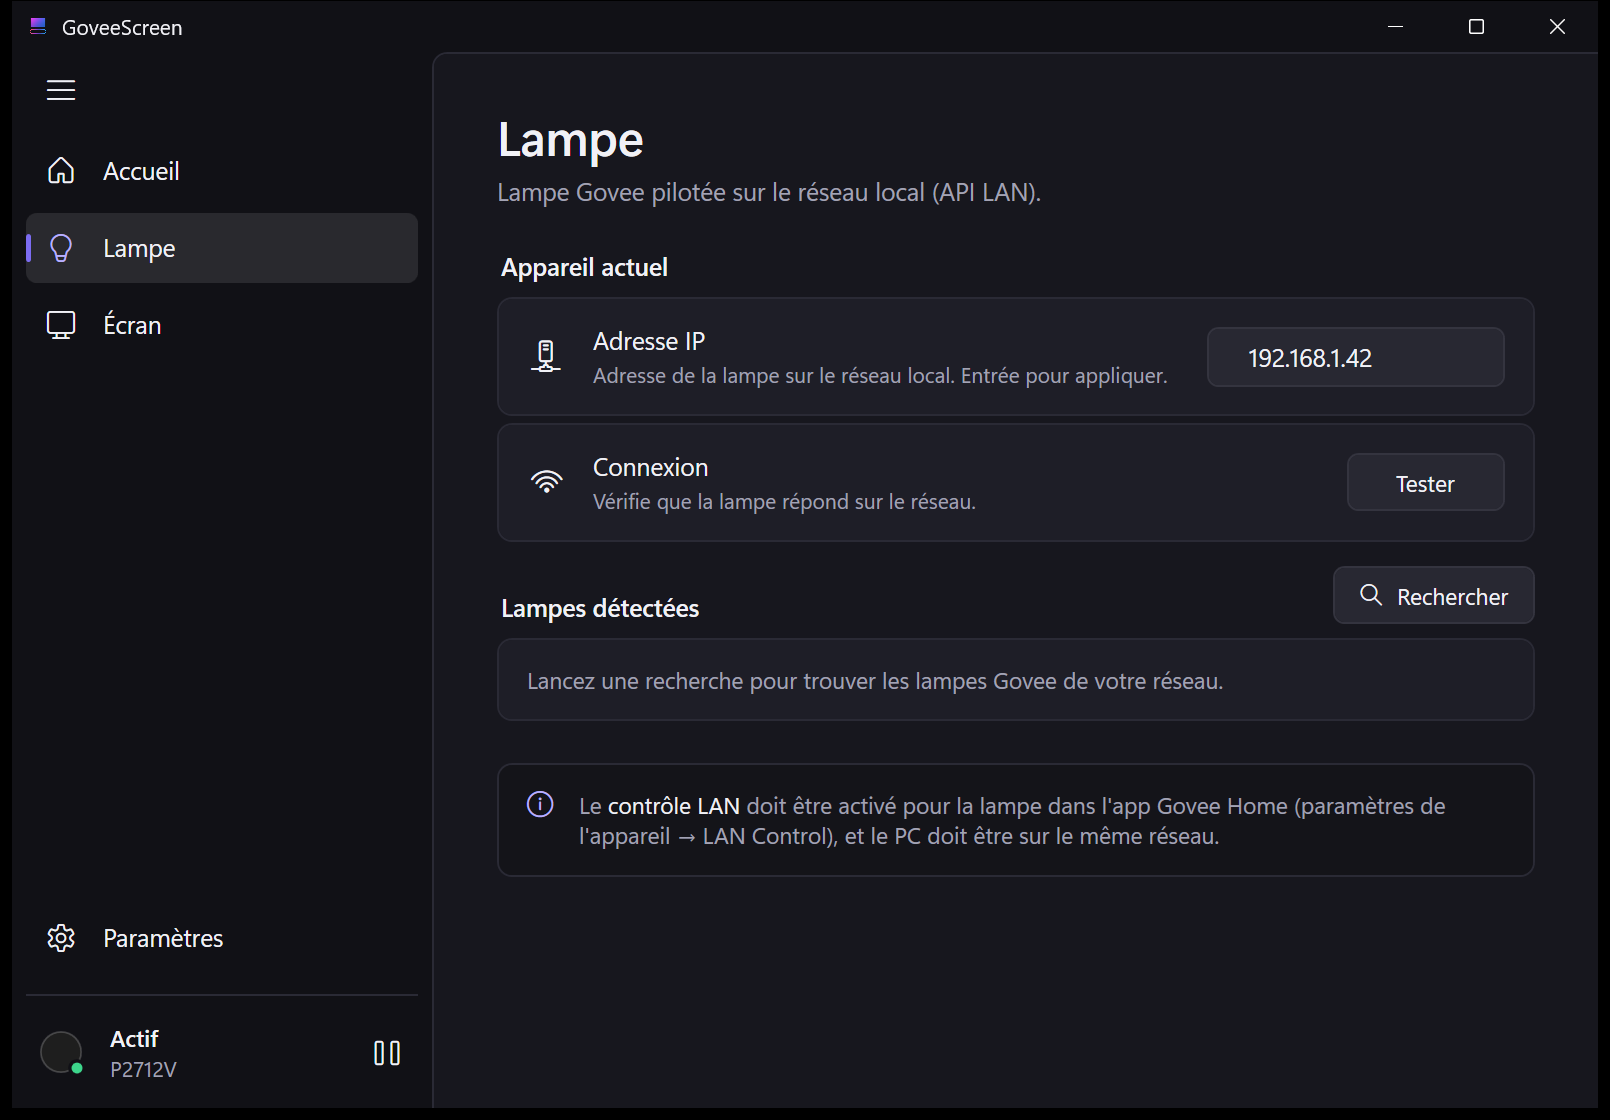 GoveeScreen
Accueil
Lampe
Écran
Paramètres
Actif
P2712V
Lampe
Lampe Govee pilotée sur le réseau local (API LAN).
Appareil actuel
Adresse IP
Adresse de la lampe sur le réseau local. Entrée pour appliquer.
192.168.1.42
Connexion
Vérifie que la lampe répond sur le réseau.
Tester
Lampes détectées
Rechercher
Lancez une recherche pour trouver les lampes Govee de votre réseau.
Le contrôle LAN doit être activé pour la lampe dans l'app Govee Home (paramètres de
l'appareil → LAN Control), et le PC doit être sur le même réseau.